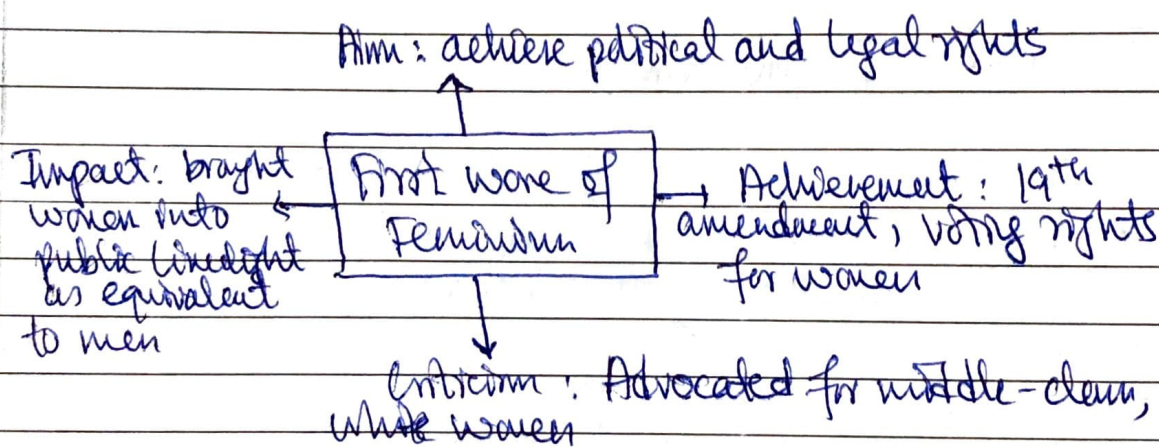 Aim : achieve political and legal rights
First wave of
Feminism
Impact: brought
women into
public limelight
as equivalent
to men
→ Achievement : 19th
amendment, voting rights
for women
Criticism : Advocated for middle-class,
white women